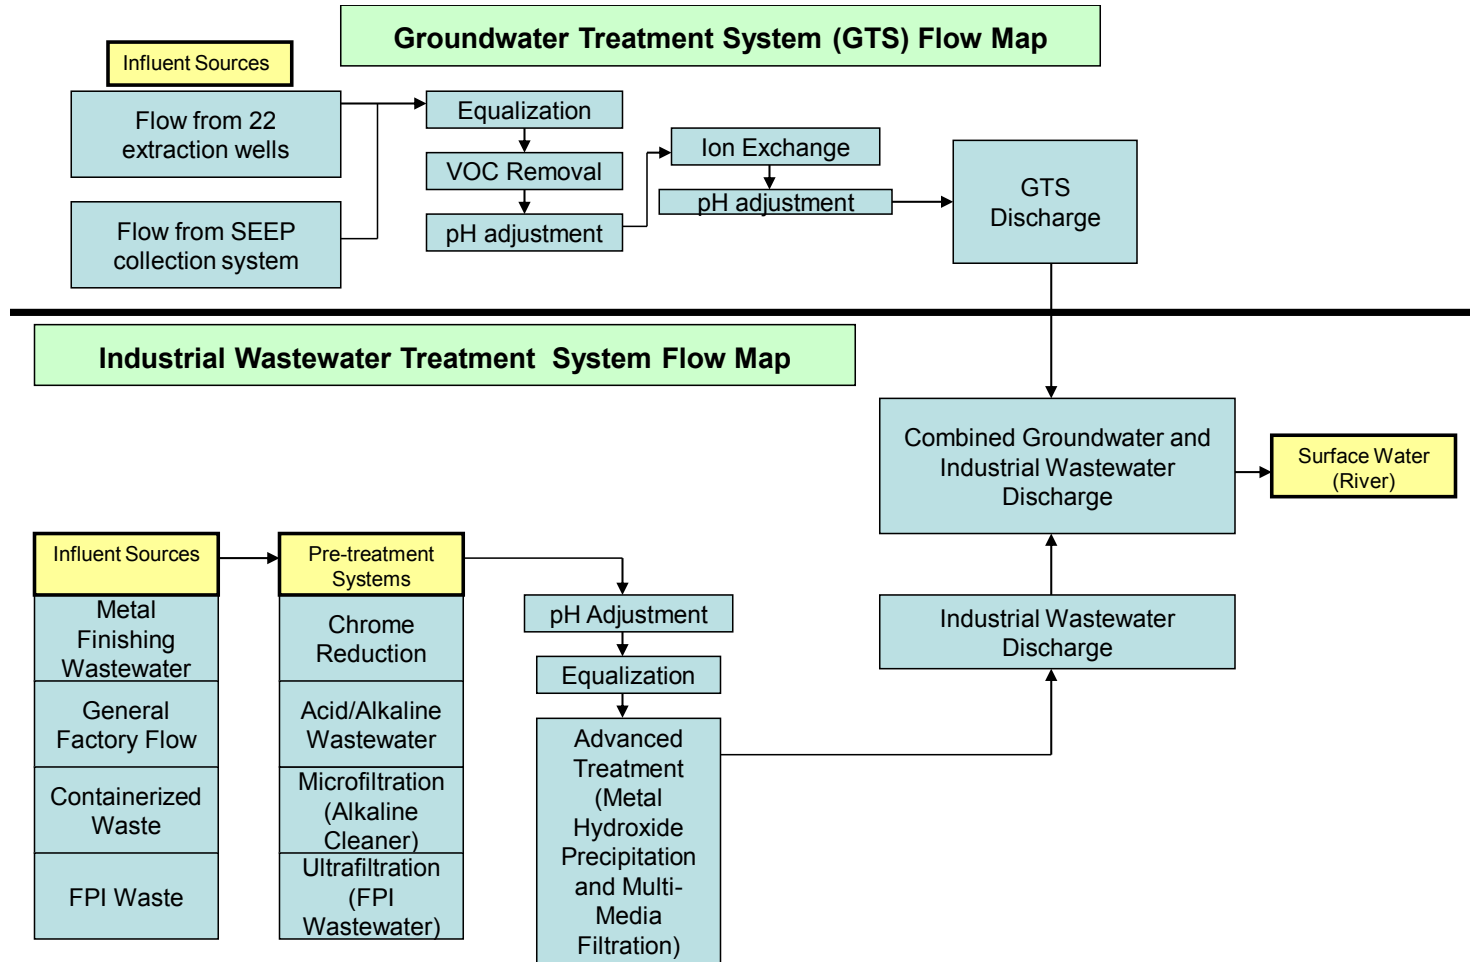 Groundwater Treatment System (GTS) Flow Map
Influent Sources
Flow from 22
extraction wells
Flow from SEEP
collection system
Equalization
VOC Removal
pH adjustment
Ion Exchange
pH adjustment
GTS
Discharge
Industrial Wastewater Treatment System Flow Map
Combined Groundwater and
Industrial Wastewater
Discharge
Surface Water
(River)
Influent Sources
Metal
Finishing
Wastewater
General
Factory Flow
Containerized
Waste
FPI Waste
Pre-treatment
Systems
Chrome
Reduction
Acid/Alkaline
Wastewater
Microfiltration
(Alkaline
Cleaner)
Ultrafiltration
(FPI
Wastewater)
pH Adjustment
Equalization
Advanced
Treatment
(Metal
Hydroxide
Precipitation
and Multi-
Media
Filtration)
Industrial Wastewater
Discharge